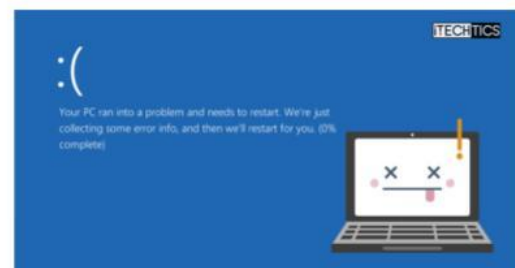 iTECHTICS
:(
Your PC ran into a problem and needs to restart. We're just
collecting some error info, and then we'll restart for you. (0%
complete)